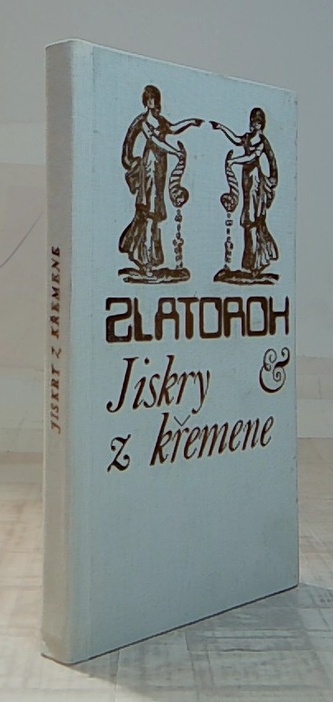 ZLATOROH
Jiskry &
z křemene
JISKRY Z KŘEMENE